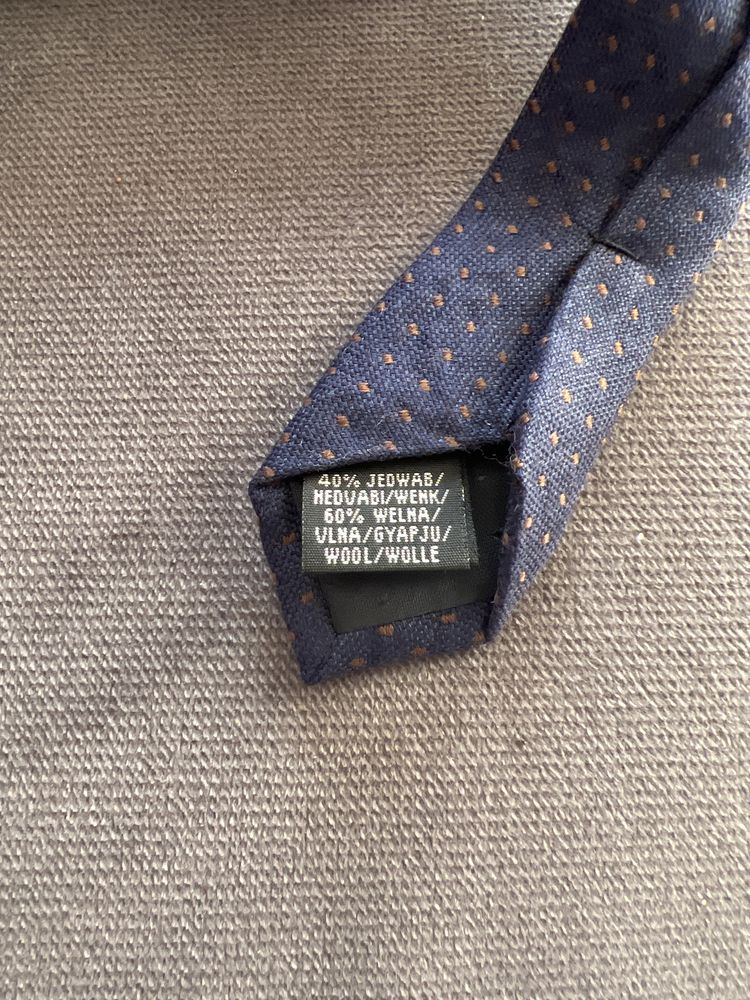 40% JEDWAB/
HEDVABI/WENK/
60% WELNA/
VLNA/GYAPJU/
WOOL/WOLLE